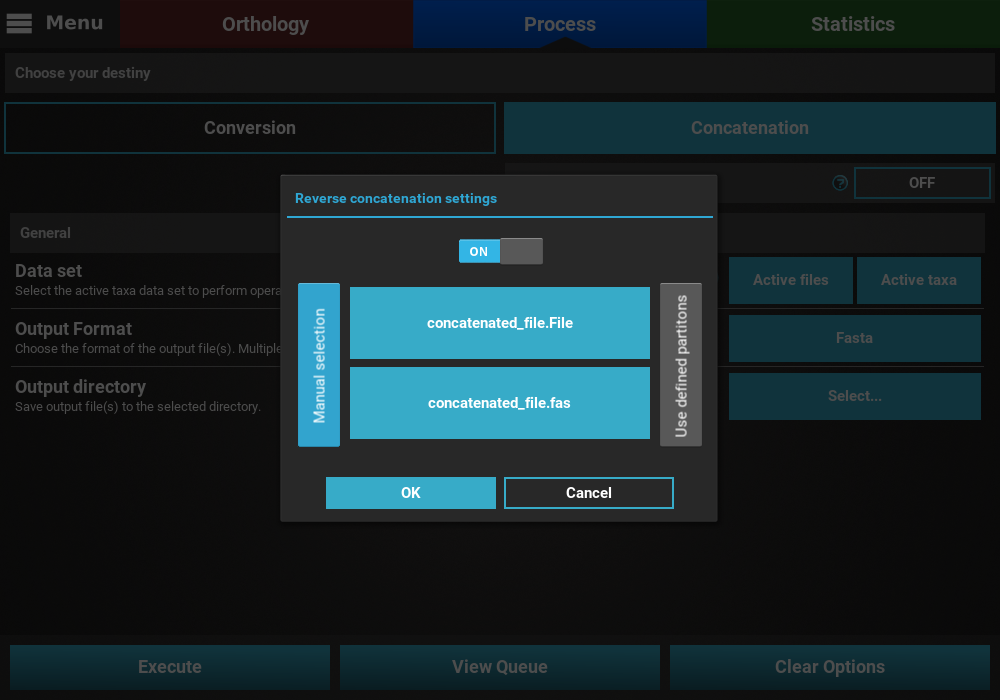 Menu
Orthology
Process
Statistics
Choose your destiny
Conversion
Concatenation
?
OFF
Reverse concatenation settings
General
ON
Data set
Select the active taxa data set to perform opera
Active files
Active taxa
Manual selection
concatenated_file.File
Use defined partitons
Output Format
Choose the format of the output file(s). Multiple
Fasta
Output directory
Save output file(s) to the selected directory.
concatenated_file.fas
Select...
OK
Cancel
Execute
View Queue
Clear Options